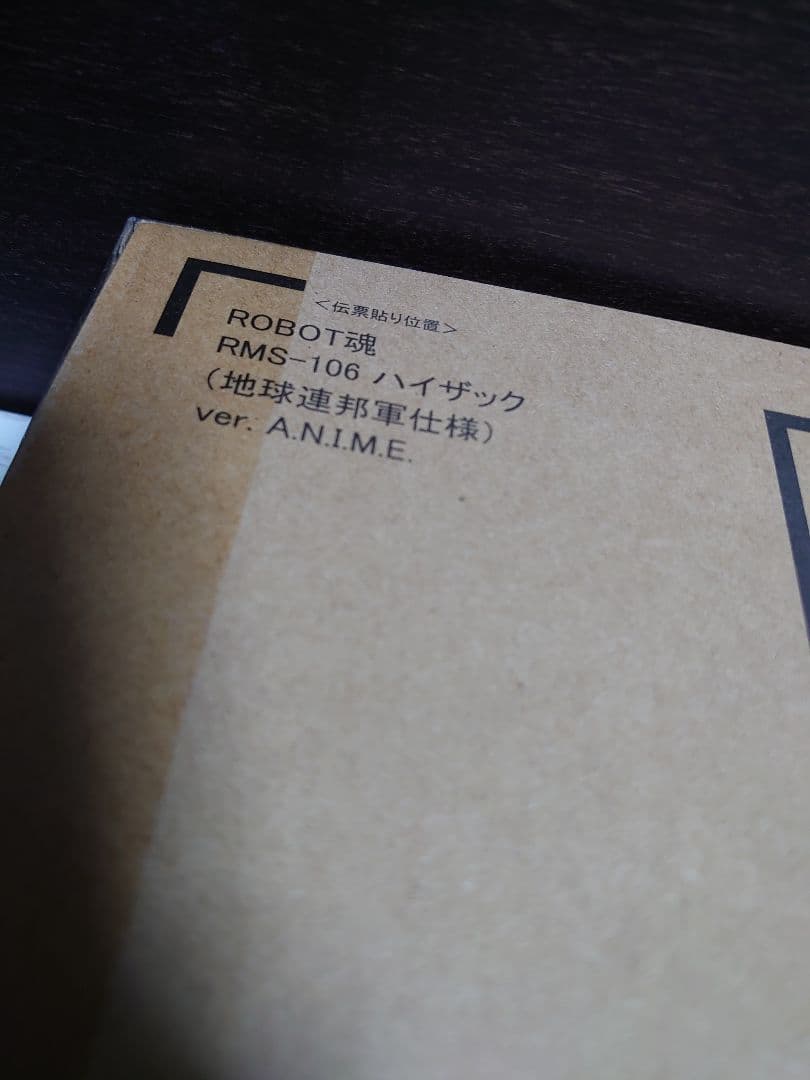 <伝票貼り位置>
ROBOT魂
RMS-106 ハイザック
(地球連邦軍仕様)
ver. A.N.I.M.E.